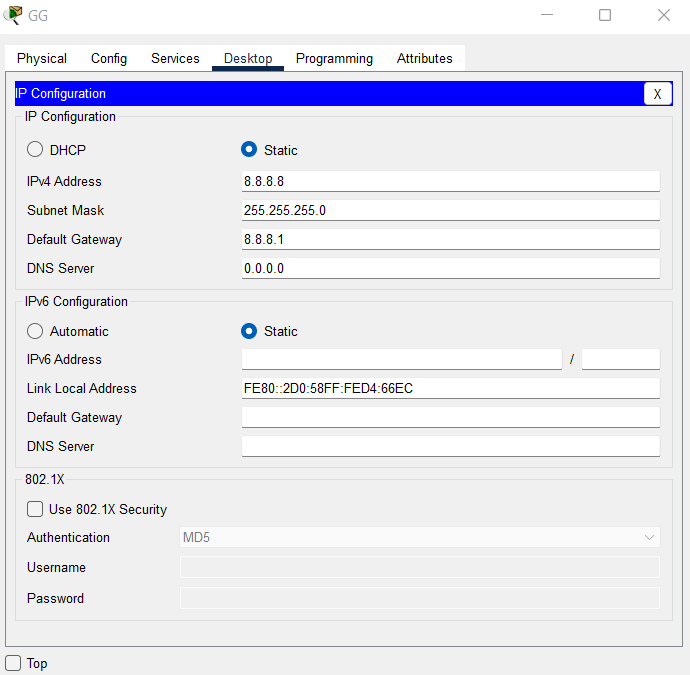 GG
Physical Config Services Desktop Programming Attributes
IP Configuration X
IP Configuration
DHCP Static
IPv4 Address 8.8.8.8
Subnet Mask 255.255.255.0
Default Gateway 8.8.8.1
DNS Server 0.0.0.0
IPv6 Configuration
Automatic Static
IPv6 Address /
Link Local Address FE80::2D0:58FF:FED4:66EC
Default Gateway
DNS Server
802.1X
Use 802.1X Security
Authentication MD5
Username
Password
Top